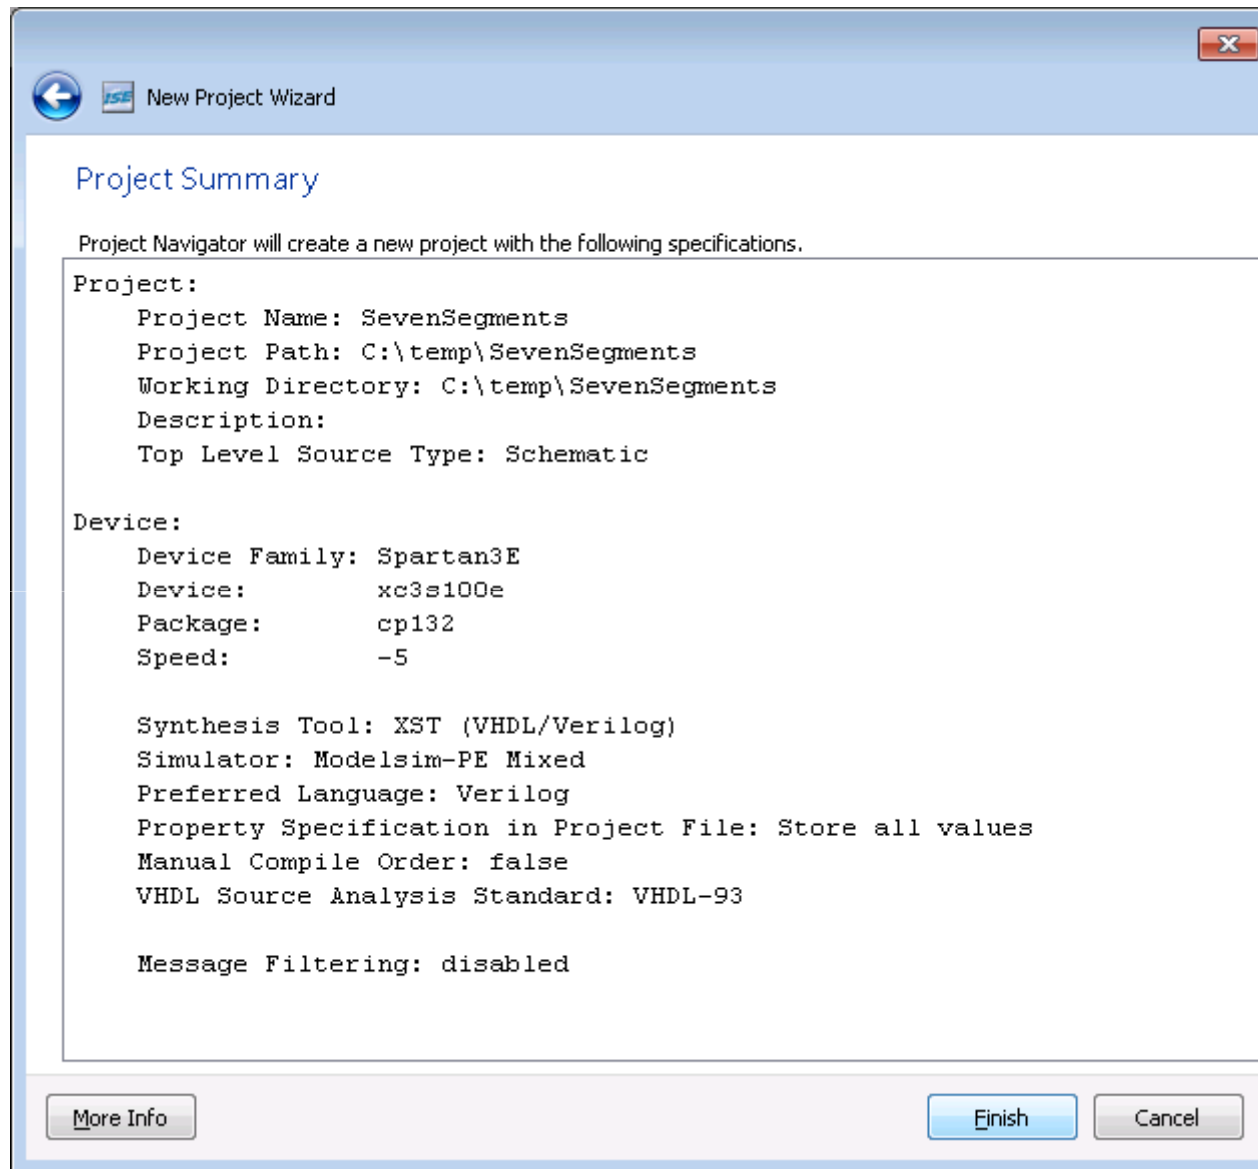 ISE New Project Wizard
Project Summary
Project Navigator will create a new project with the following specifications.
Project:
Project Name: SevenSegments
Project Path: C:\temp\SevenSegments
Working Directory: C:\temp\SevenSegments
Description:
Top Level Source Type: Schematic
Device:
Device Family: Spartan3E
Device: xc3s100e
Package: cp132
Speed: -5
Synthesis Tool: XST (VHDL/Verilog)
Simulator: Modelsim-PE Mixed
Preferred Language: Verilog
Property Specification in Project File: Store all values
Manual Compile Order: false
VHDL Source Analysis Standard: VHDL-93
Message Filtering: disabled
More Info Finish Cancel